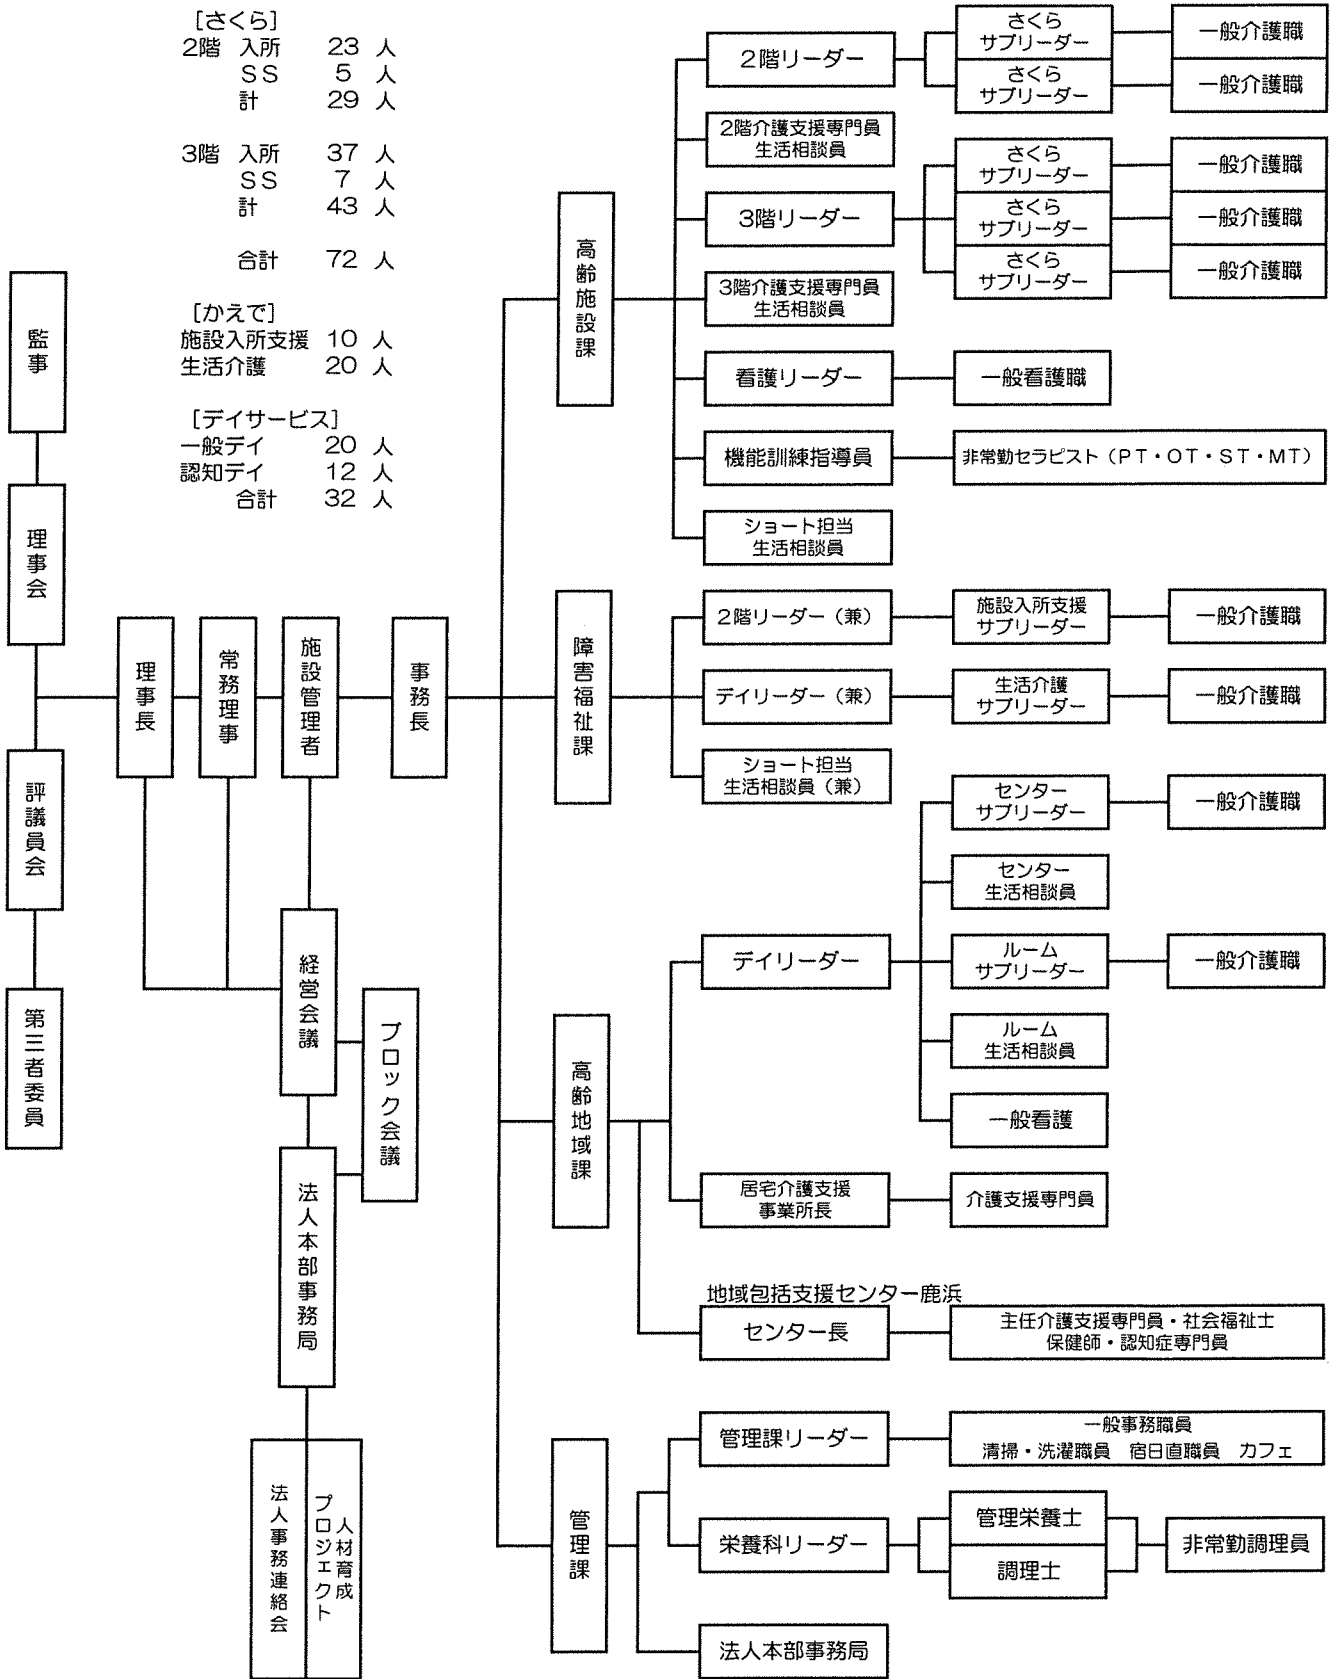 [さくら]
2階 入所 23 人
SS 5 人
計 29 人
3階 入所 37 人
SS 7 人
計 43 人
合計 72 人
[かえで]
施設入所支援 10 人
生活介護 20 人
[デイサービス]
一般デイ 20 人
認知デイ 12 人
合計 32 人
監事
理事会
評議員会
第三者委員
理事長
常務理事
施設管理者
事務長
経営会議
ブロック会議
法人本部事務局
法人事務連絡会
人材育成
プロジェクト
高齢施設課
2階リーダー
さくら
サブリーダー
一般介護職
さくら
サブリーダー
一般介護職
2階介護支援専門員
生活相談員
3階リーダー
さくら
サブリーダー
一般介護職
さくら
サブリーダー
一般介護職
さくら
サブリーダー
一般介護職
3階介護支援専門員
生活相談員
看護リーダー
一般看護職
機能訓練指導員
非常勤セラピスト(PT・OT・ST・MT)
ショート担当
生活相談員
障害福祉課
2階リーダー(兼)
施設入所支援
サブリーダー
一般介護職
デイリーダー(兼)
生活介護
サブリーダー
一般介護職
ショート担当
生活相談員(兼)
高齢地域課
デイリーダー
センター
サブリーダー
一般介護職
センター
生活相談員
ルーム
サブリーダー
一般介護職
ルーム
生活相談員
一般看護
居宅介護支援
事業所長
介護支援専門員
地域包括支援センター鹿浜
センター長
主任介護支援専門員・社会福祉士
保健師・認知症専門員
管理課
管理課リーダー
一般事務職員
清掃・洗濯職員 宿日直職員 カフェ
栄養科リーダー
管理栄養士
調理士
非常勤調理員
法人本部事務局